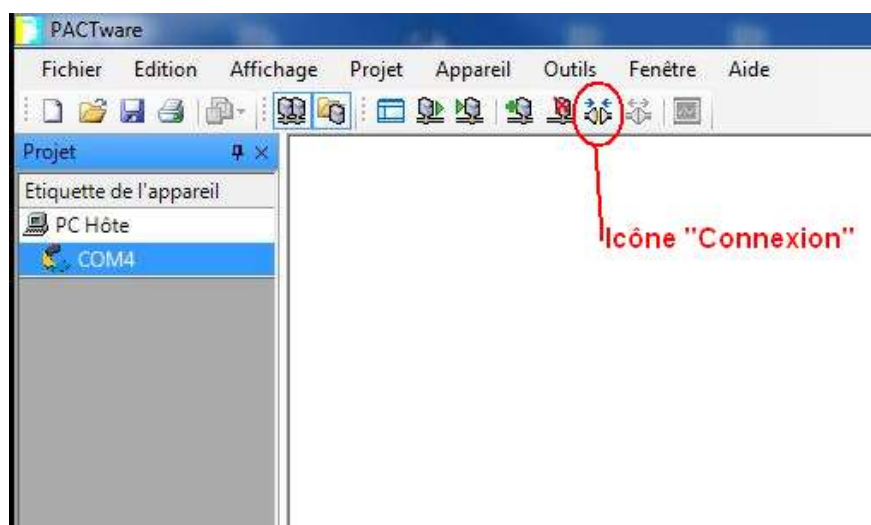 PACTware
Fichier Edition Affichage Projet Appareil Outils Fenêtre Aide
Projet
Etiquette de l'appareil
PC Hôte
COM4
Icône "Connexion"